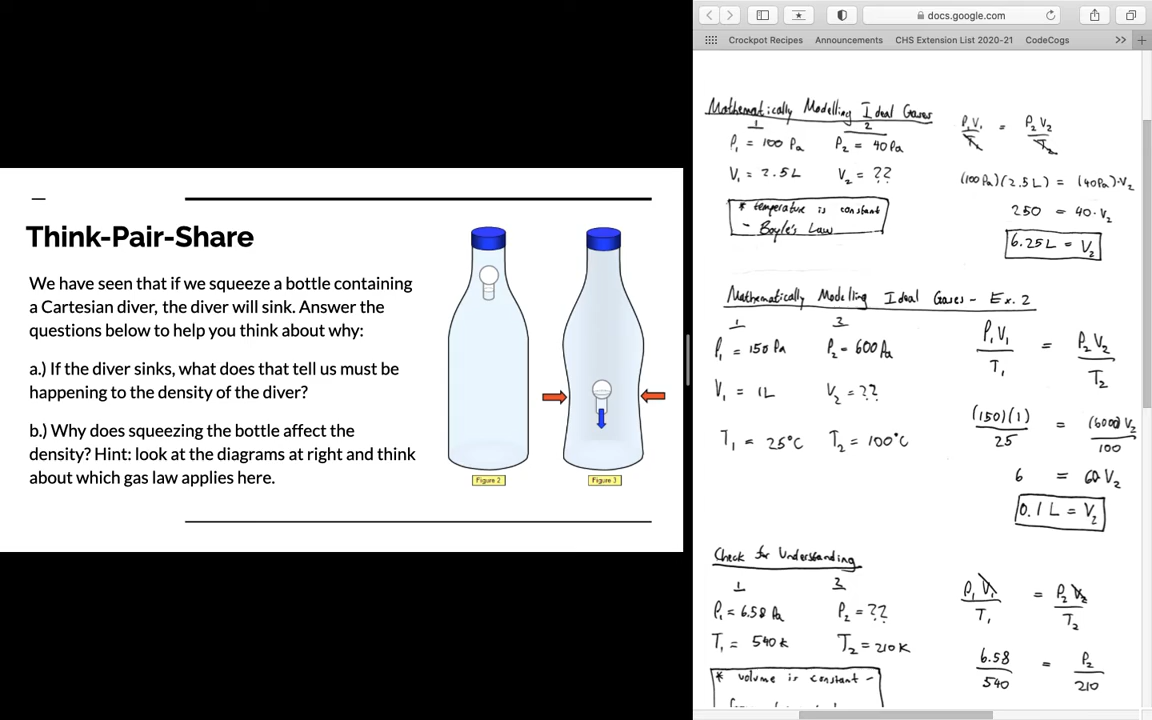 docs.google.com
Crockpot Recipes Announcements CHS Extension List 2020-21 CodeCogs >> +
Think-Pair-Share
We have seen that if we squeeze a bottle containing
a Cartesian diver, the diver will sink. Answer the
questions below to help you think about why:
a.) If the diver sinks, what does that tell us must be
happening to the density of the diver?
b.) Why does squeezing the bottle affect the
density? Hint: look at the diagrams at right and think
about which gas law applies here.
Figure 2
Figure 3
Mathematically Modelling Ideal Gases
1 2
P₁ = 100 Pa P₂ = 40 Pa
V₁ = 2.5 L V₂ = ??
* temperature is constant
- Boyle's Law
P₁V₁/T₁ = P₂V₂/T₂
(100 Pa)(2.5 L) = (40 Pa)·V₂
250 = 40·V₂
6.25 L = V₂
Mathematically Modelling Ideal Gases - Ex. 2
1 2
P₁ = 150 Pa P₂ = 600 Pa
V₁ = 1L V₂ = ??
T₁ = 25°C T₂ = 100°C
P₁V₁/T₁ = P₂V₂/T₂
(150)(1)/25 = (600)V₂/100
6 = 60·V₂
0.1 L = V₂
Check for Understanding
1 2
P₁ = 6.58 Pa P₂ = ??
T₁ = 540 K T₂ = 210 K
* volume is constant -
P₁V₁/T₁ = P₂V₂/T₂
6.58/540 = P₂/210